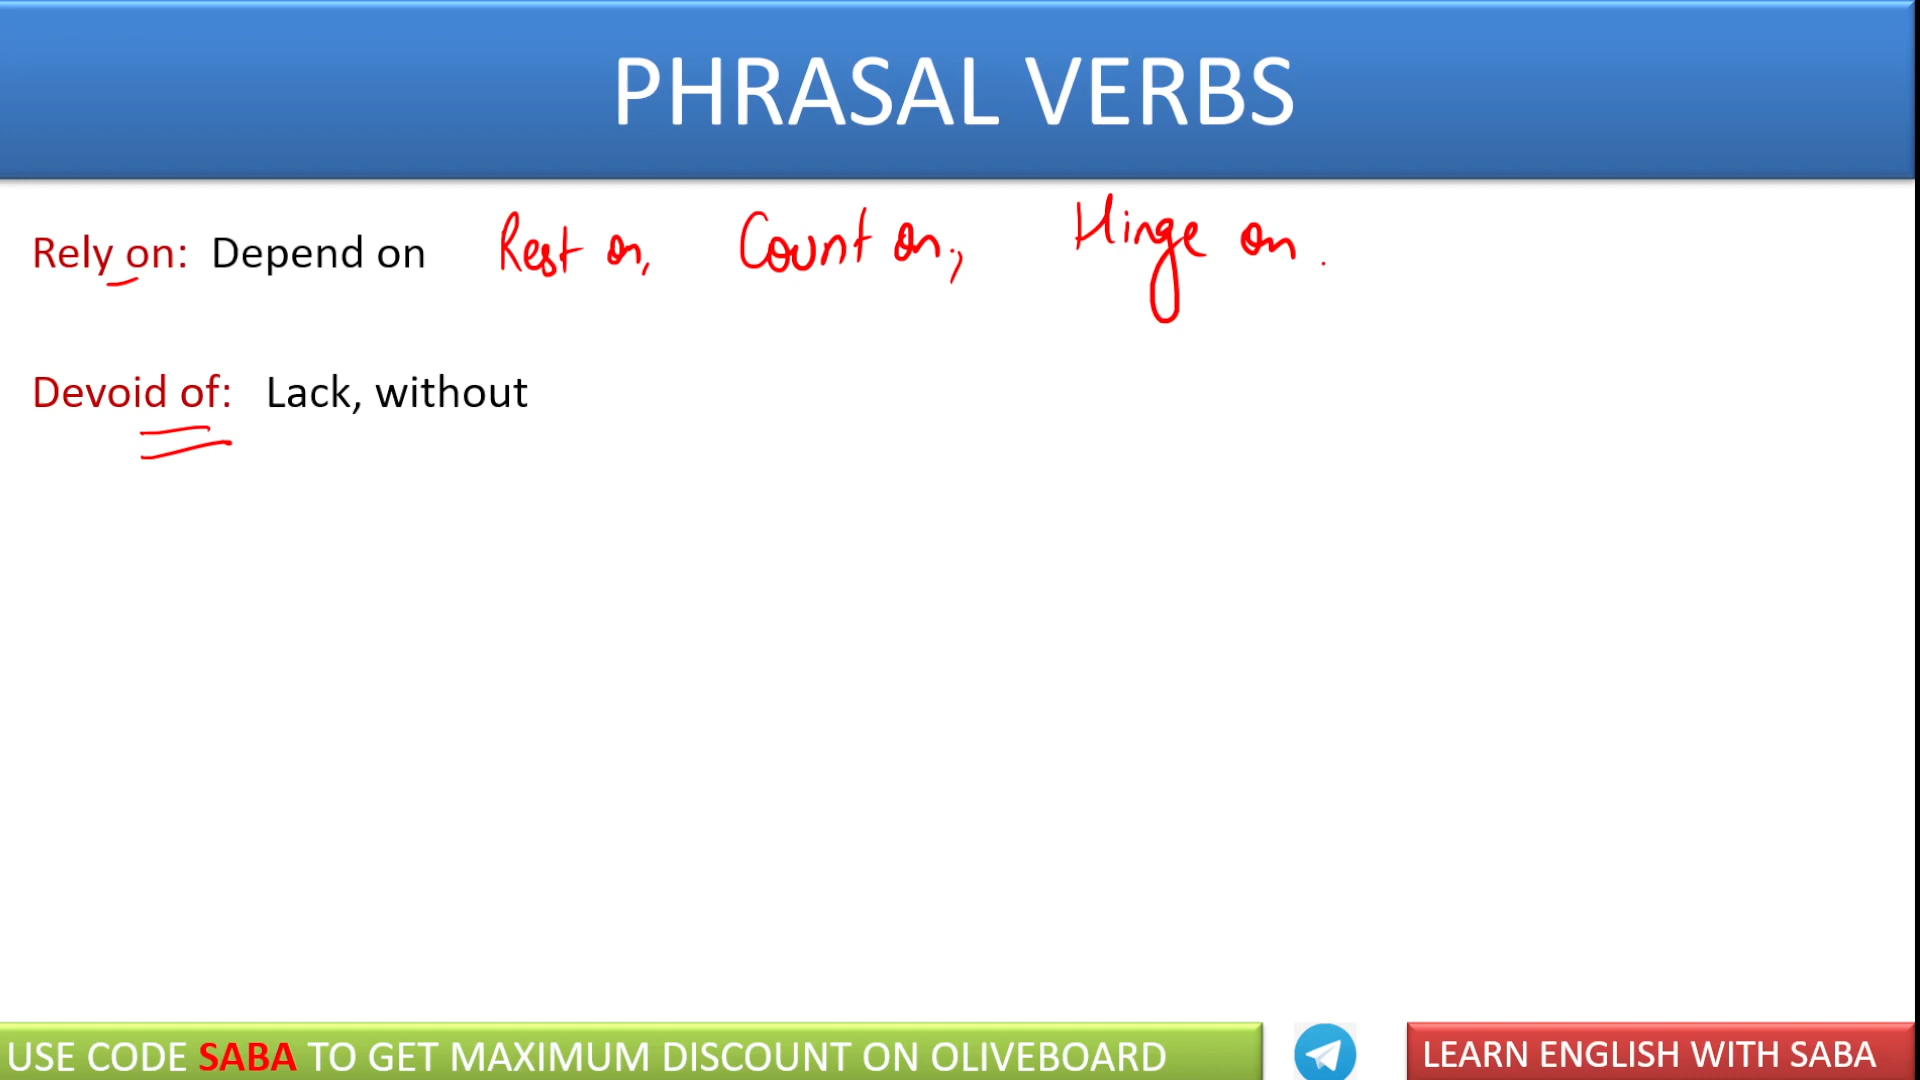 PHRASAL VERBS
Rely on: Depend on Rest on, Count on, Hinge on.
Devoid of: Lack, without
USE CODE SABA TO GET MAXIMUM DISCOUNT ON OLIVEBOARD
LEARN ENGLISH WITH SABA